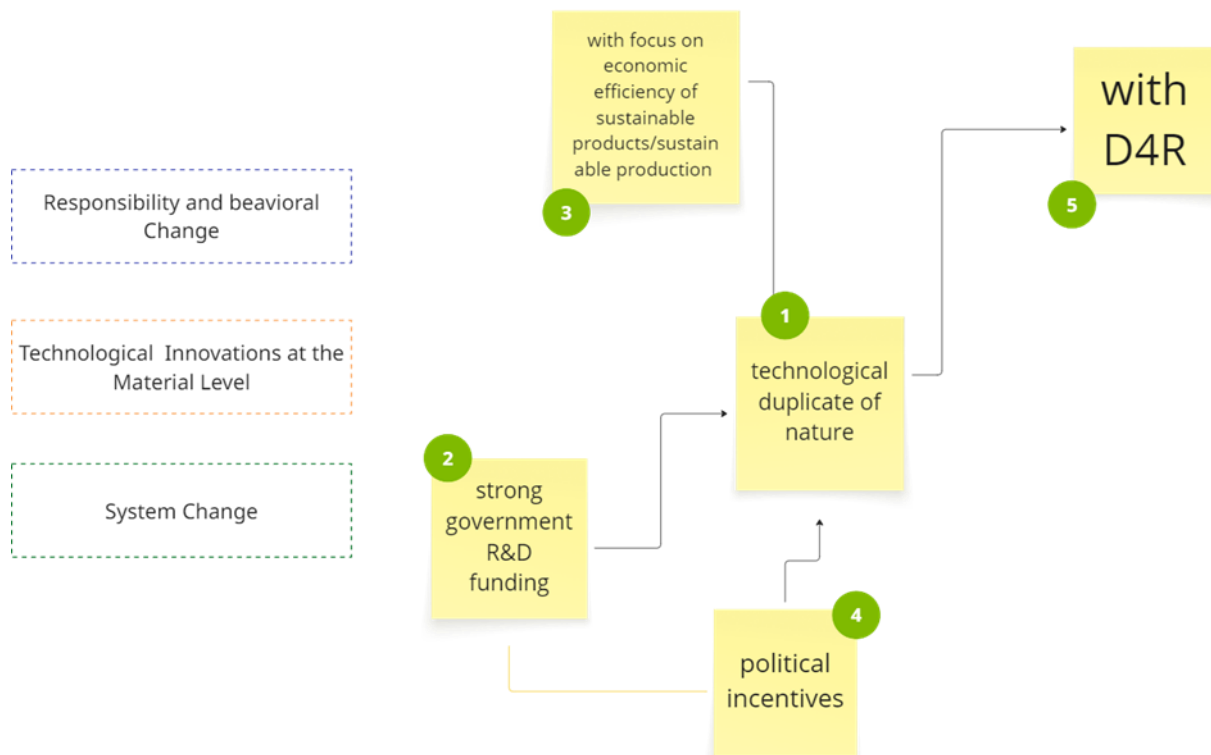 Responsibility and beavioral
Change
Technological Innovations at the
Material Level
System Change
with focus on
economic
efficiency of
sustainable
products/sustain
able production
3
with
D4R
5
1
technological
duplicate of
nature
2
strong
government
R&D
funding
4
political
incentives